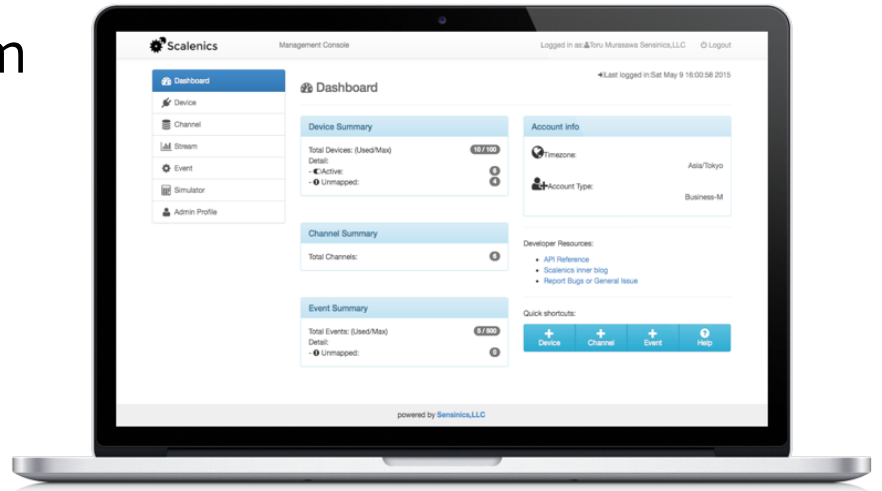 m
Scalenics
Management Console
Logged in as: Toru Murasawa Sensinics,LLC
Logout
Last logged in:Sat May 9 16:00:58 2015
Dashboard
Device
Channel
Stream
Event
Simulator
Admin Profile
Dashboard
Device Summary
Total Devices: (Used/Max) 10 / 100
Detail:
- Active: 6
- Unmapped: 4
Channel Summary
Total Channels: 6
Event Summary
Total Events: (Used/Max) 5 / 500
Detail:
- Unmapped: 0
Account info
Timezone:
Asia/Tokyo
Account Type:
Business-M
Developer Resources:
• API Reference
• Scalenics inner blog
• Report Bugs or General Issue
Quick shortcuts:
Device Channel Event Help
powered by Sensinics,LLC